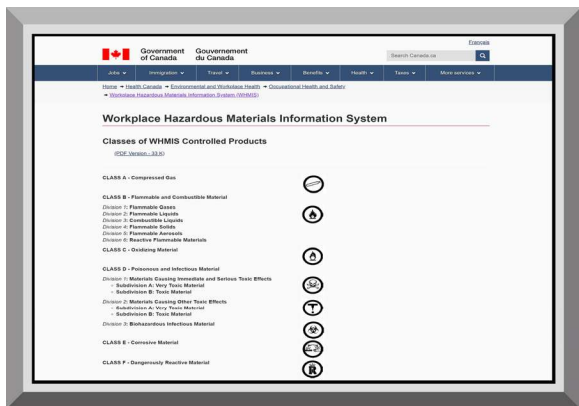 Français
Government of Canada
Gouvernement du Canada
Search Canada.ca
Jobs Immigration Travel Business Benefits Health Taxes More services
Home → Health Canada → Environmental and Workplace Health → Occupational Health and Safety
→ Workplace Hazardous Materials Information System (WHMIS)
Workplace Hazardous Materials Information System
Classes of WHMIS Controlled Products
(PDF Version - 33 K)
CLASS A - Compressed Gas
CLASS B - Flammable and Combustible Material
Division 1: Flammable Gases
Division 2: Flammable Liquids
Division 3: Combustible Liquids
Division 4: Flammable Solids
Division 5: Flammable Aerosols
Division 6: Reactive Flammable Materials
CLASS C - Oxidizing Material
CLASS D - Poisonous and Infectious Material
Division 1: Materials Causing Immediate and Serious Toxic Effects
◦ Subdivision A: Very Toxic Material
◦ Subdivision B: Toxic Material
Division 2: Materials Causing Other Toxic Effects
◦ Subdivision A: Very Toxic Material
◦ Subdivision B: Toxic Material
Division 3: Biohazardous Infectious Material
CLASS E - Corrosive Material
CLASS F - Dangerously Reactive Material
R